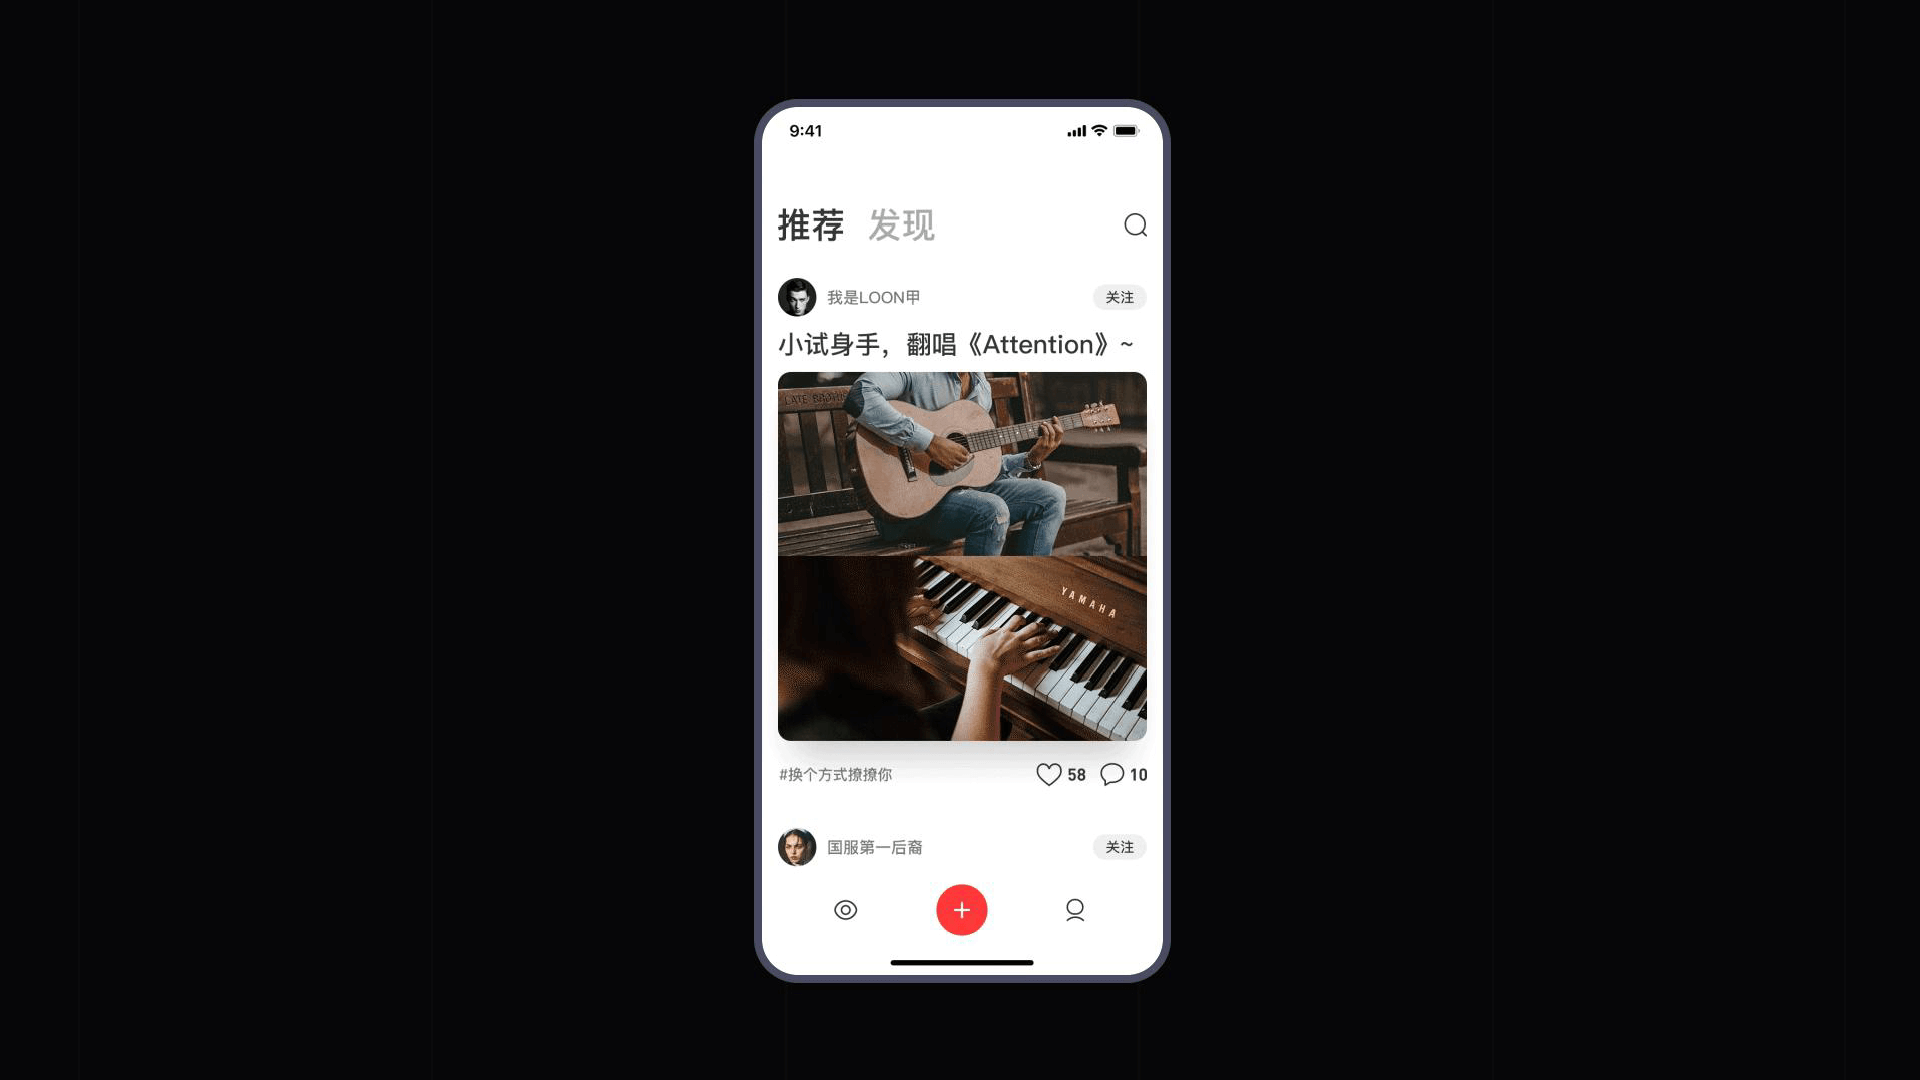 9:41
推荐 发现
我是LOON甲 关注
小试身手，翻唱《Attention》~
YAMAHA
#换个方式撩撩你 58 10
国服第一后裔 关注